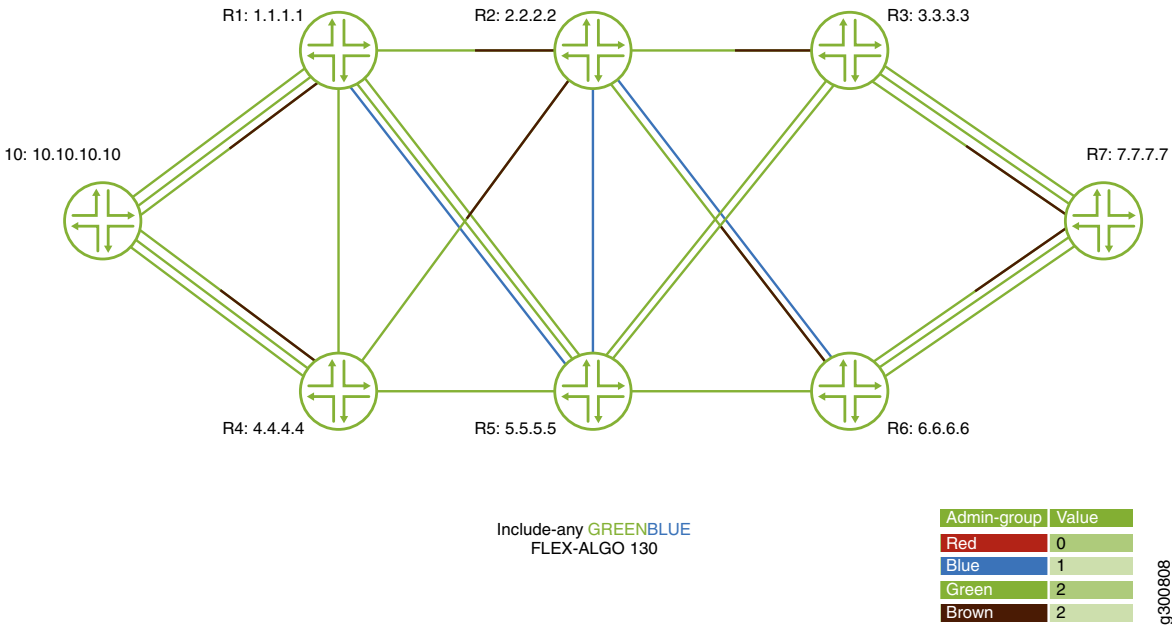 R1: 1.1.1.1
R2: 2.2.2.2
R3: 3.3.3.3
10: 10.10.10.10
R7: 7.7.7.7
R4: 4.4.4.4
R5: 5.5.5.5
R6: 6.6.6.6
Include-any GREENBLUE
FLEX-ALGO 130
Admin-group Value
Red 0
Blue 1
Green 2
Brown 2
g300808